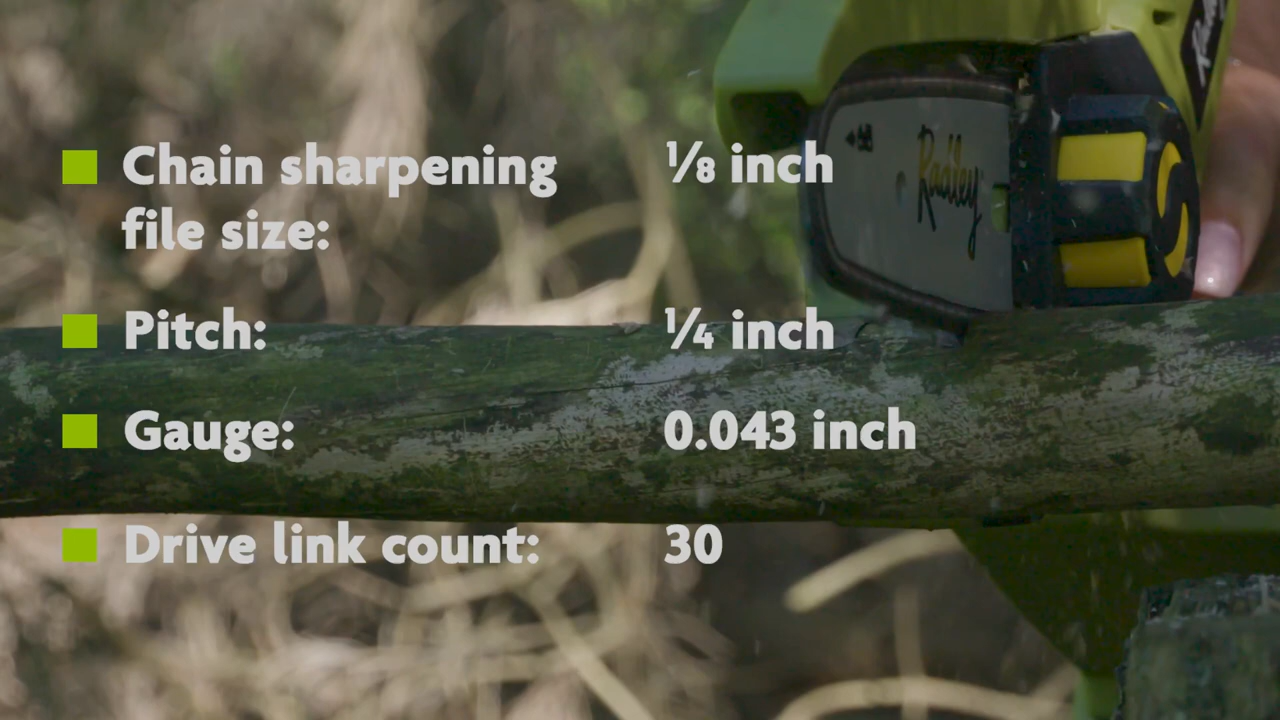 Chain sharpening ⅛ inch
file size:
Pitch: ¼ inch
Gauge: 0.043 inch
Drive link count: 30
Radley